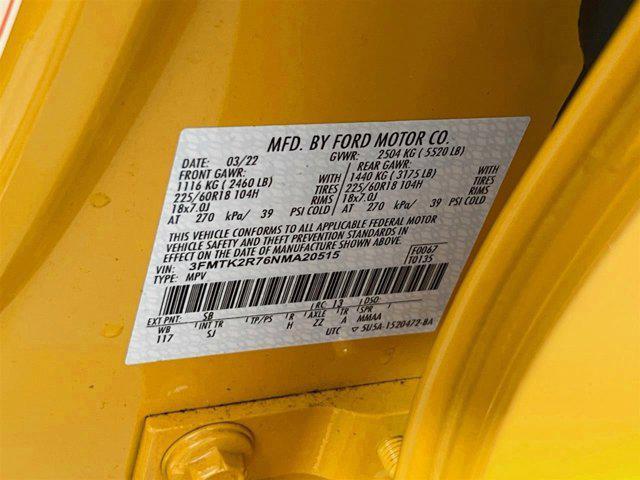 MFD. BY FORD MOTOR CO.
DATE: 03/22 GVWR: 2504 KG ( 5520 LB)
FRONT GAWR: REAR GAWR:
1116 KG ( 2460 LB) WITH 1440 KG ( 3175 LB) WITH
225/60R18 104H TIRES 225/60R18 104H TIRES
18x7.0J RIMS 18x7.0J RIMS
AT 270 kPa/ 39 PSI COLD AT 270 kPa/ 39 PSI COLD
THIS VEHICLE CONFORMS TO ALL APPLICABLE FEDERAL MOTOR
VEHICLE SAFETY AND THEFT PREVENTION STANDARDS IN
EFFECT ON THE DATE OF MANUFACTURE SHOWN ABOVE.
VIN: 3FMTK2R76NMA20515 F0067
TYPE: MPV T0135
EXT PNT: SB RC: 13 DSO:
WB INT TR TP/PS R AXLE TR SPR
117 SJ H ZZ A MMAA
UTC 5U5A-1520472-BA